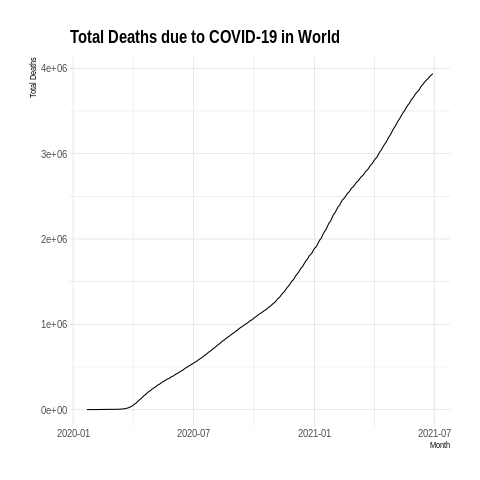 Total Deaths due to COVID-19 in World
Total Deaths
4e+06
3e+06
2e+06
1e+06
0e+00
2020-01 2020-07 2021-01 2021-07
Month